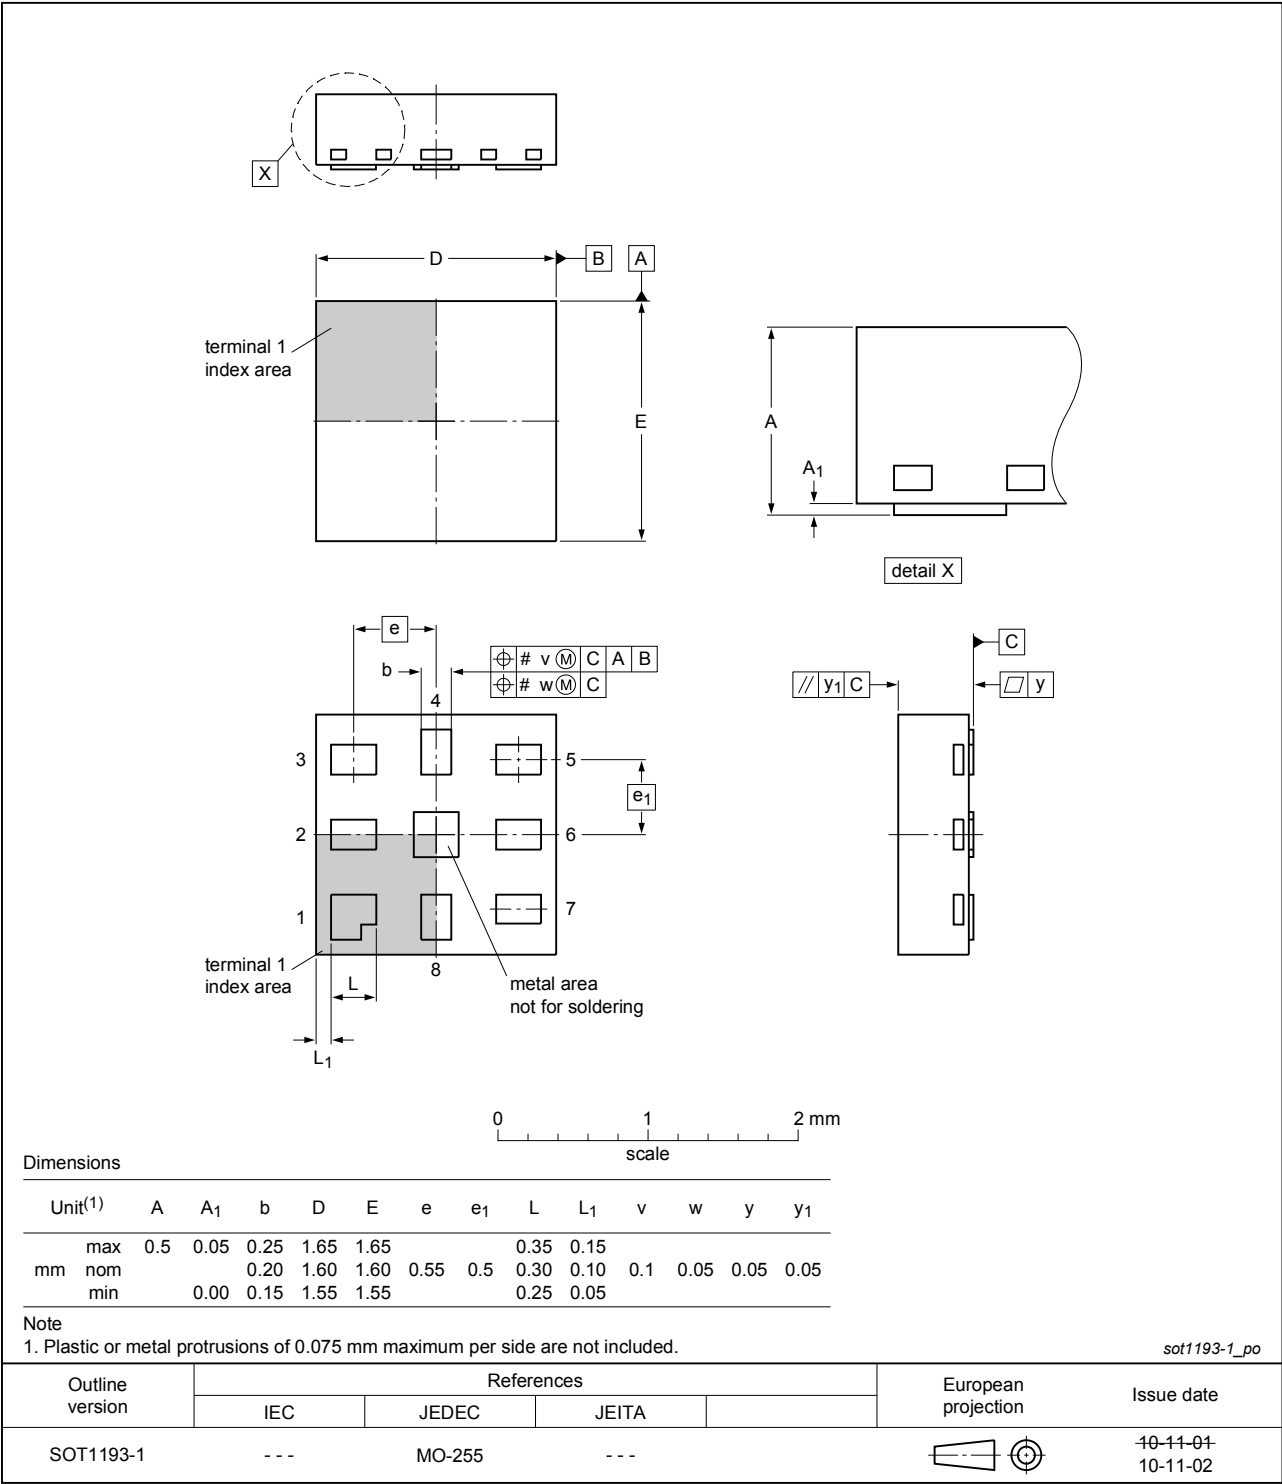 X
D
B
A
terminal 1
index area
E
A
A1
detail X
e
b
⌖ # v Ⓜ C A B
⌖ # w Ⓜ C
C
// y1 C
▱ y
4
3
5
e1
2
6
1
7
terminal 1
index area
8
L
metal area
not for soldering
L1
0 1 2 mm
scale
Dimensions
Unit(1) A A1 b D E e e1 L L1 v w y y1
max 0.5 0.05 0.25 1.65 1.65 0.35 0.15
mm nom 0.20 1.60 1.60 0.55 0.5 0.30 0.10 0.1 0.05 0.05 0.05
min 0.00 0.15 1.55 1.55 0.25 0.05
Note
1. Plastic or metal protrusions of 0.075 mm maximum per side are not included.
sot1193-1_po
Outline
version
References
European
projection
Issue date
IEC JEDEC JEITA
SOT1193-1 - - - MO-255 - - -
10-11-01
10-11-02